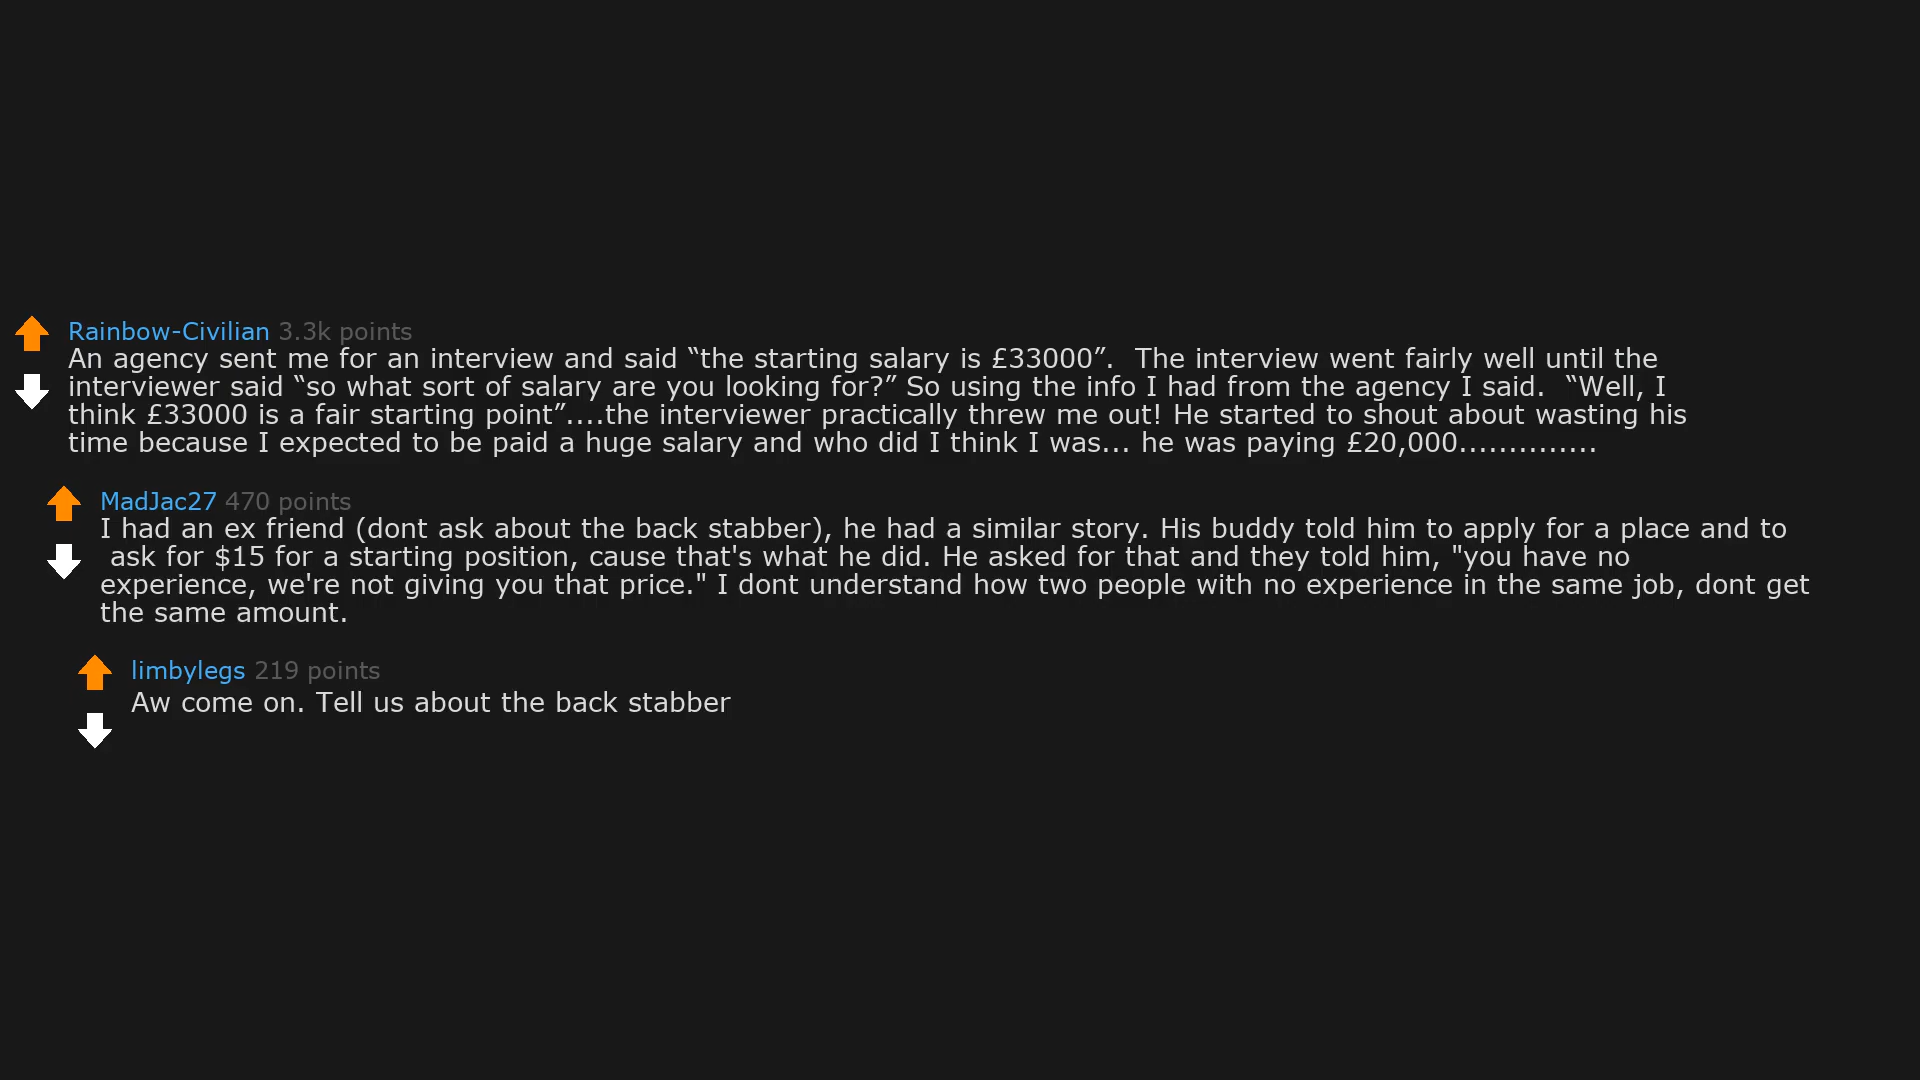 Rainbow-Civilian 3.3k points
An agency sent me for an interview and said “the starting salary is £33000”.  The interview went fairly well until the
interviewer said “so what sort of salary are you looking for?” So using the info I had from the agency I said.  “Well, I
think £33000 is a fair starting point”....the interviewer practically threw me out! He started to shout about wasting his
time because I expected to be paid a huge salary and who did I think I was... he was paying £20,000..............
MadJac27 470 points
I had an ex friend (dont ask about the back stabber), he had a similar story. His buddy told him to apply for a place and to
ask for $15 for a starting position, cause that's what he did. He asked for that and they told him, "you have no
experience, we're not giving you that price." I dont understand how two people with no experience in the same job, dont get
the same amount.
limbylegs 219 points
Aw come on. Tell us about the back stabber